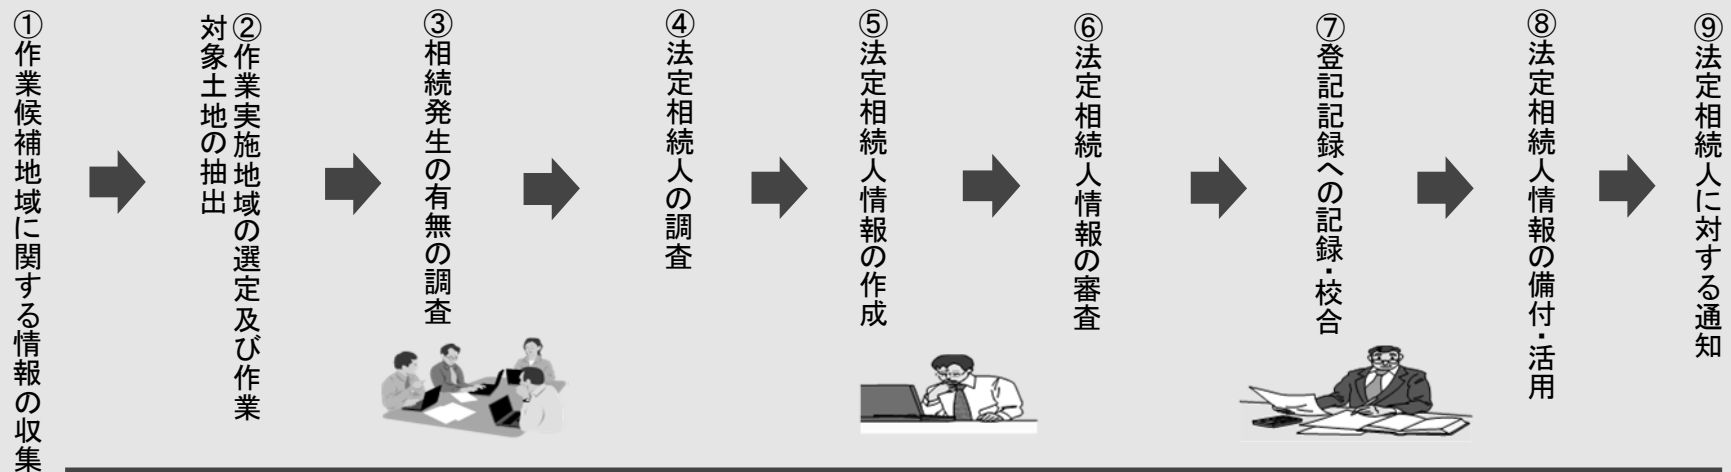 ①作業候補地域に関する情報の収集
②作業実施地域の選定及び作業
対象土地の抽出
③相続発生の有無の調査
④法定相続人の調査
⑤法定相続人情報の作成
⑥法定相続人情報の審査
⑦登記記録への記録・校合
⑧法定相続人情報の備付・活用
⑨法定相続人に対する通知